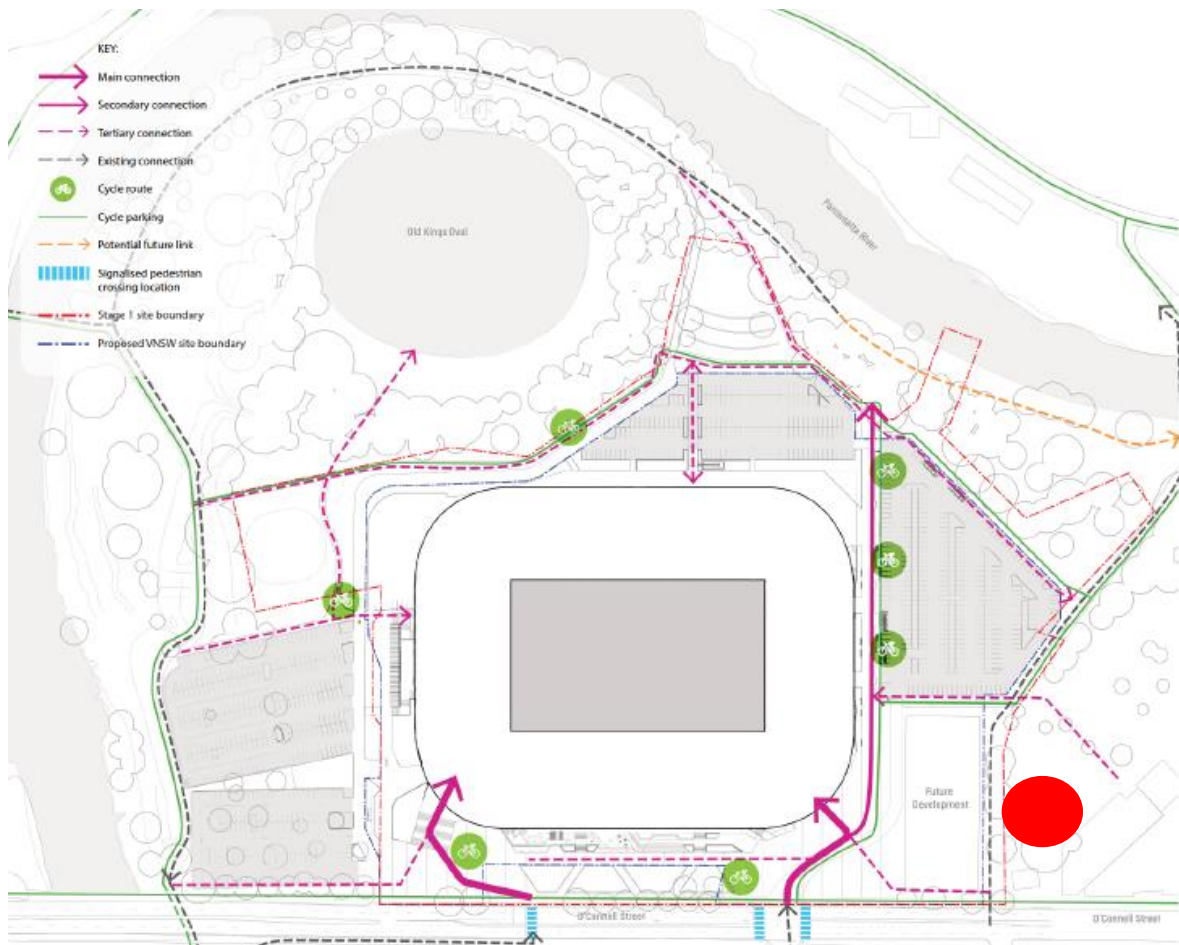 KEY:
Main connection
Secondary connection
Tertiary connection
Existing connection
Cycle route
Cycle parking
Potential future link
Signalised pedestrian
crossing location
Stage 1 site boundary
Proposed VNSW site boundary
Old Kings Oval
Parramatta River
Future
Development
O'Connell Street
O'Connell Street